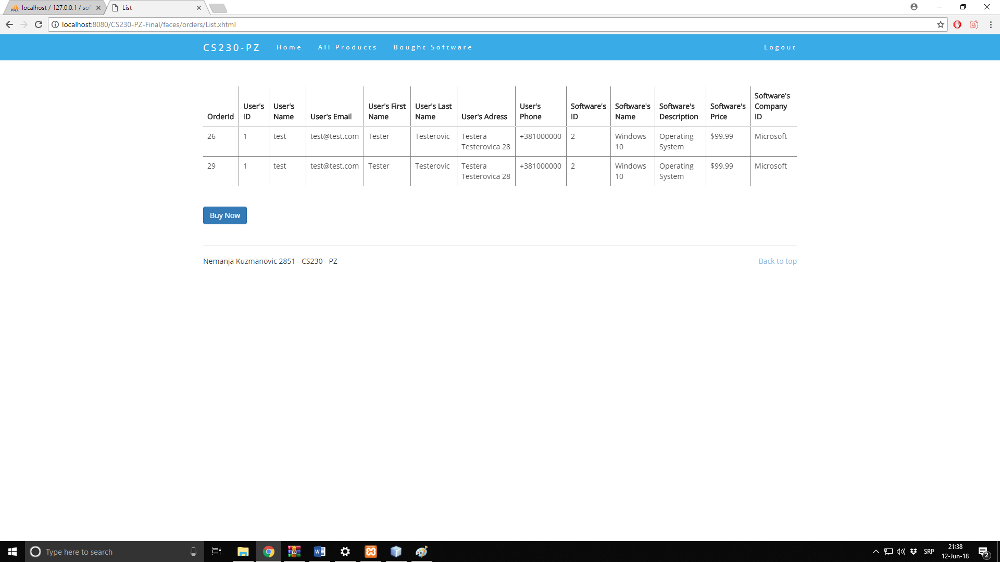 localhost / 127.0.0.1 / sof
List
localhost:8080/CS230-PZ-Final/faces/orders/List.xhtml
CS230-PZ Home All Products Bought Software Logout
OrderId User's ID User's Name User's Email User's First Name User's Last Name User's Adress User's Phone Software's ID Software's Name Software's Description Software's Price Software's Company ID
26 1 test test@test.com Tester Testerovic Testera Testerovica 28 +381000000 2 Windows 10 Operating System $99.99 Microsoft
29 1 test test@test.com Tester Testerovic Testera Testerovica 28 +381000000 2 Windows 10 Operating System $99.99 Microsoft
Buy Now
Nemanja Kuzmanovic 2851 - CS230 - PZ Back to top
Type here to search
SRP
21:38
12-Jun-18
2